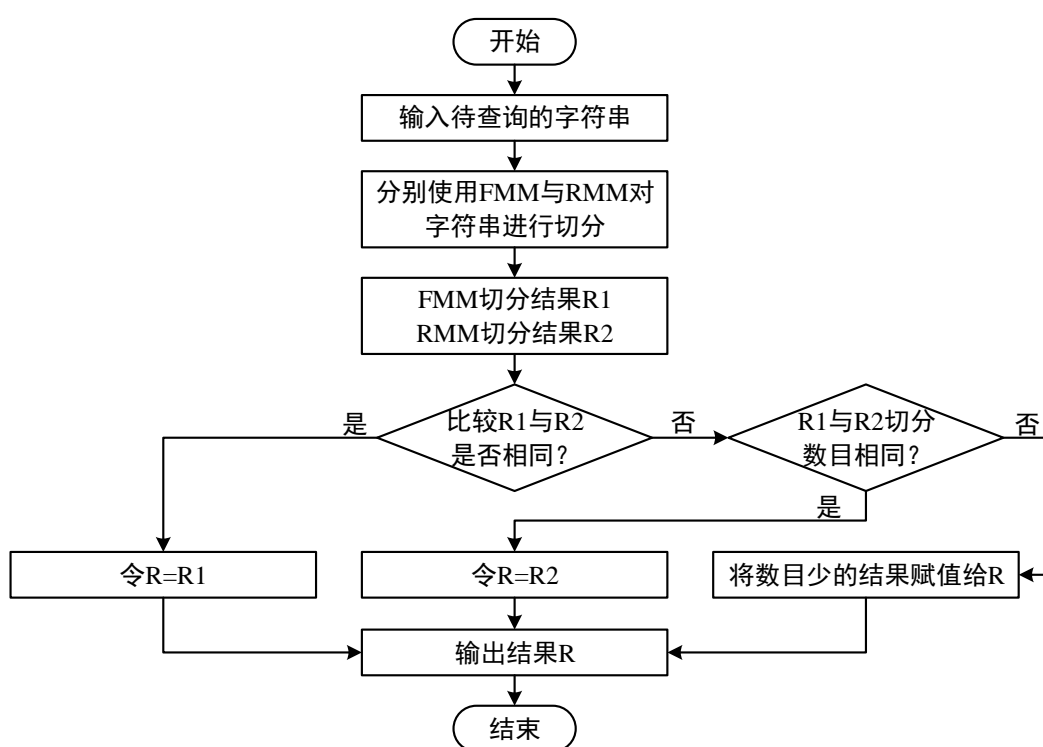 开始
输入待查询的字符串
分别使用FMM与RMM对
字符串进行切分
FMM切分结果R1
RMM切分结果R2
比较R1与R2
是否相同？
是
否
R1与R2切分
数目相同？
否
是
令R=R1
令R=R2
将数目少的结果赋值给R
输出结果R
结束